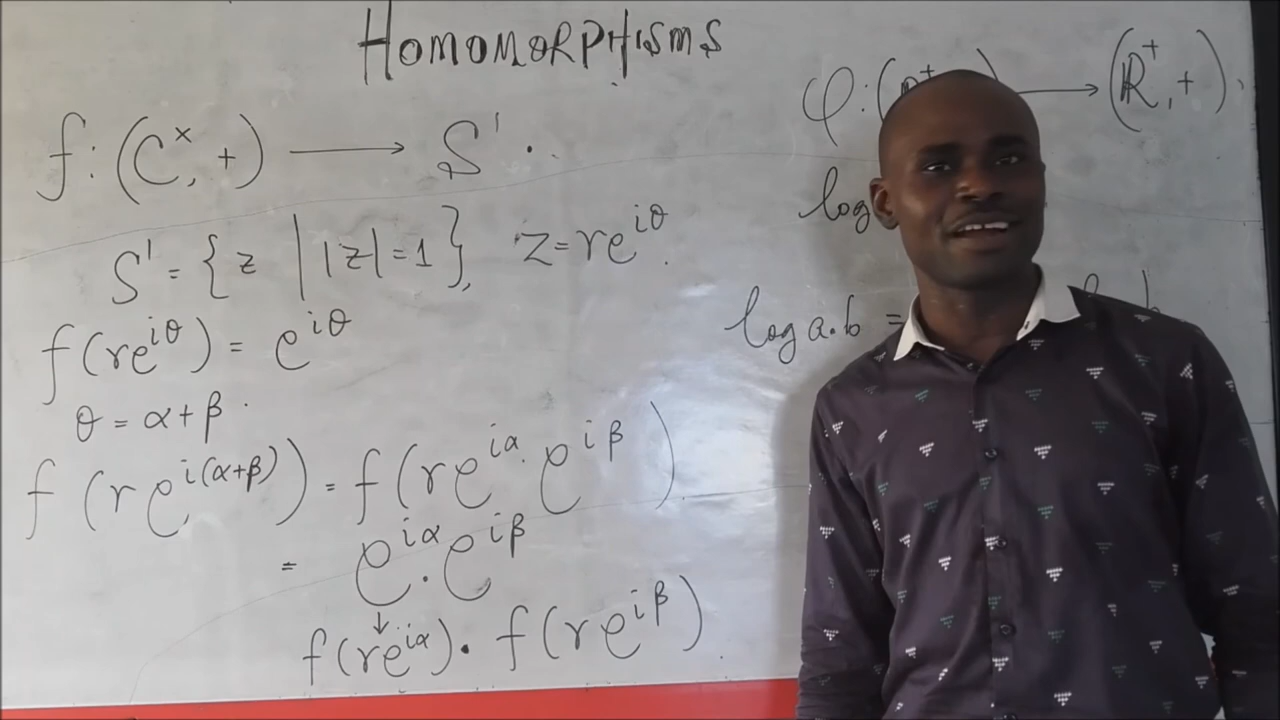 HOMOMORPHISMS
f: (ℂ^×, +) ⟶ S¹.
S¹ = {z | |z| = 1}, z = re^{iθ}.
f(re^{iθ}) = e^{iθ}
θ = α + β.
f(re^{i(α+β)}) = f(re^{iα}. e^{iβ}).
= e^{iα}. e^{iβ}
↓
f(re^{iα}). f(re^{iβ}).
φ: ( ) ⟶ (ℝ⁺, +).
log
log a.b = b